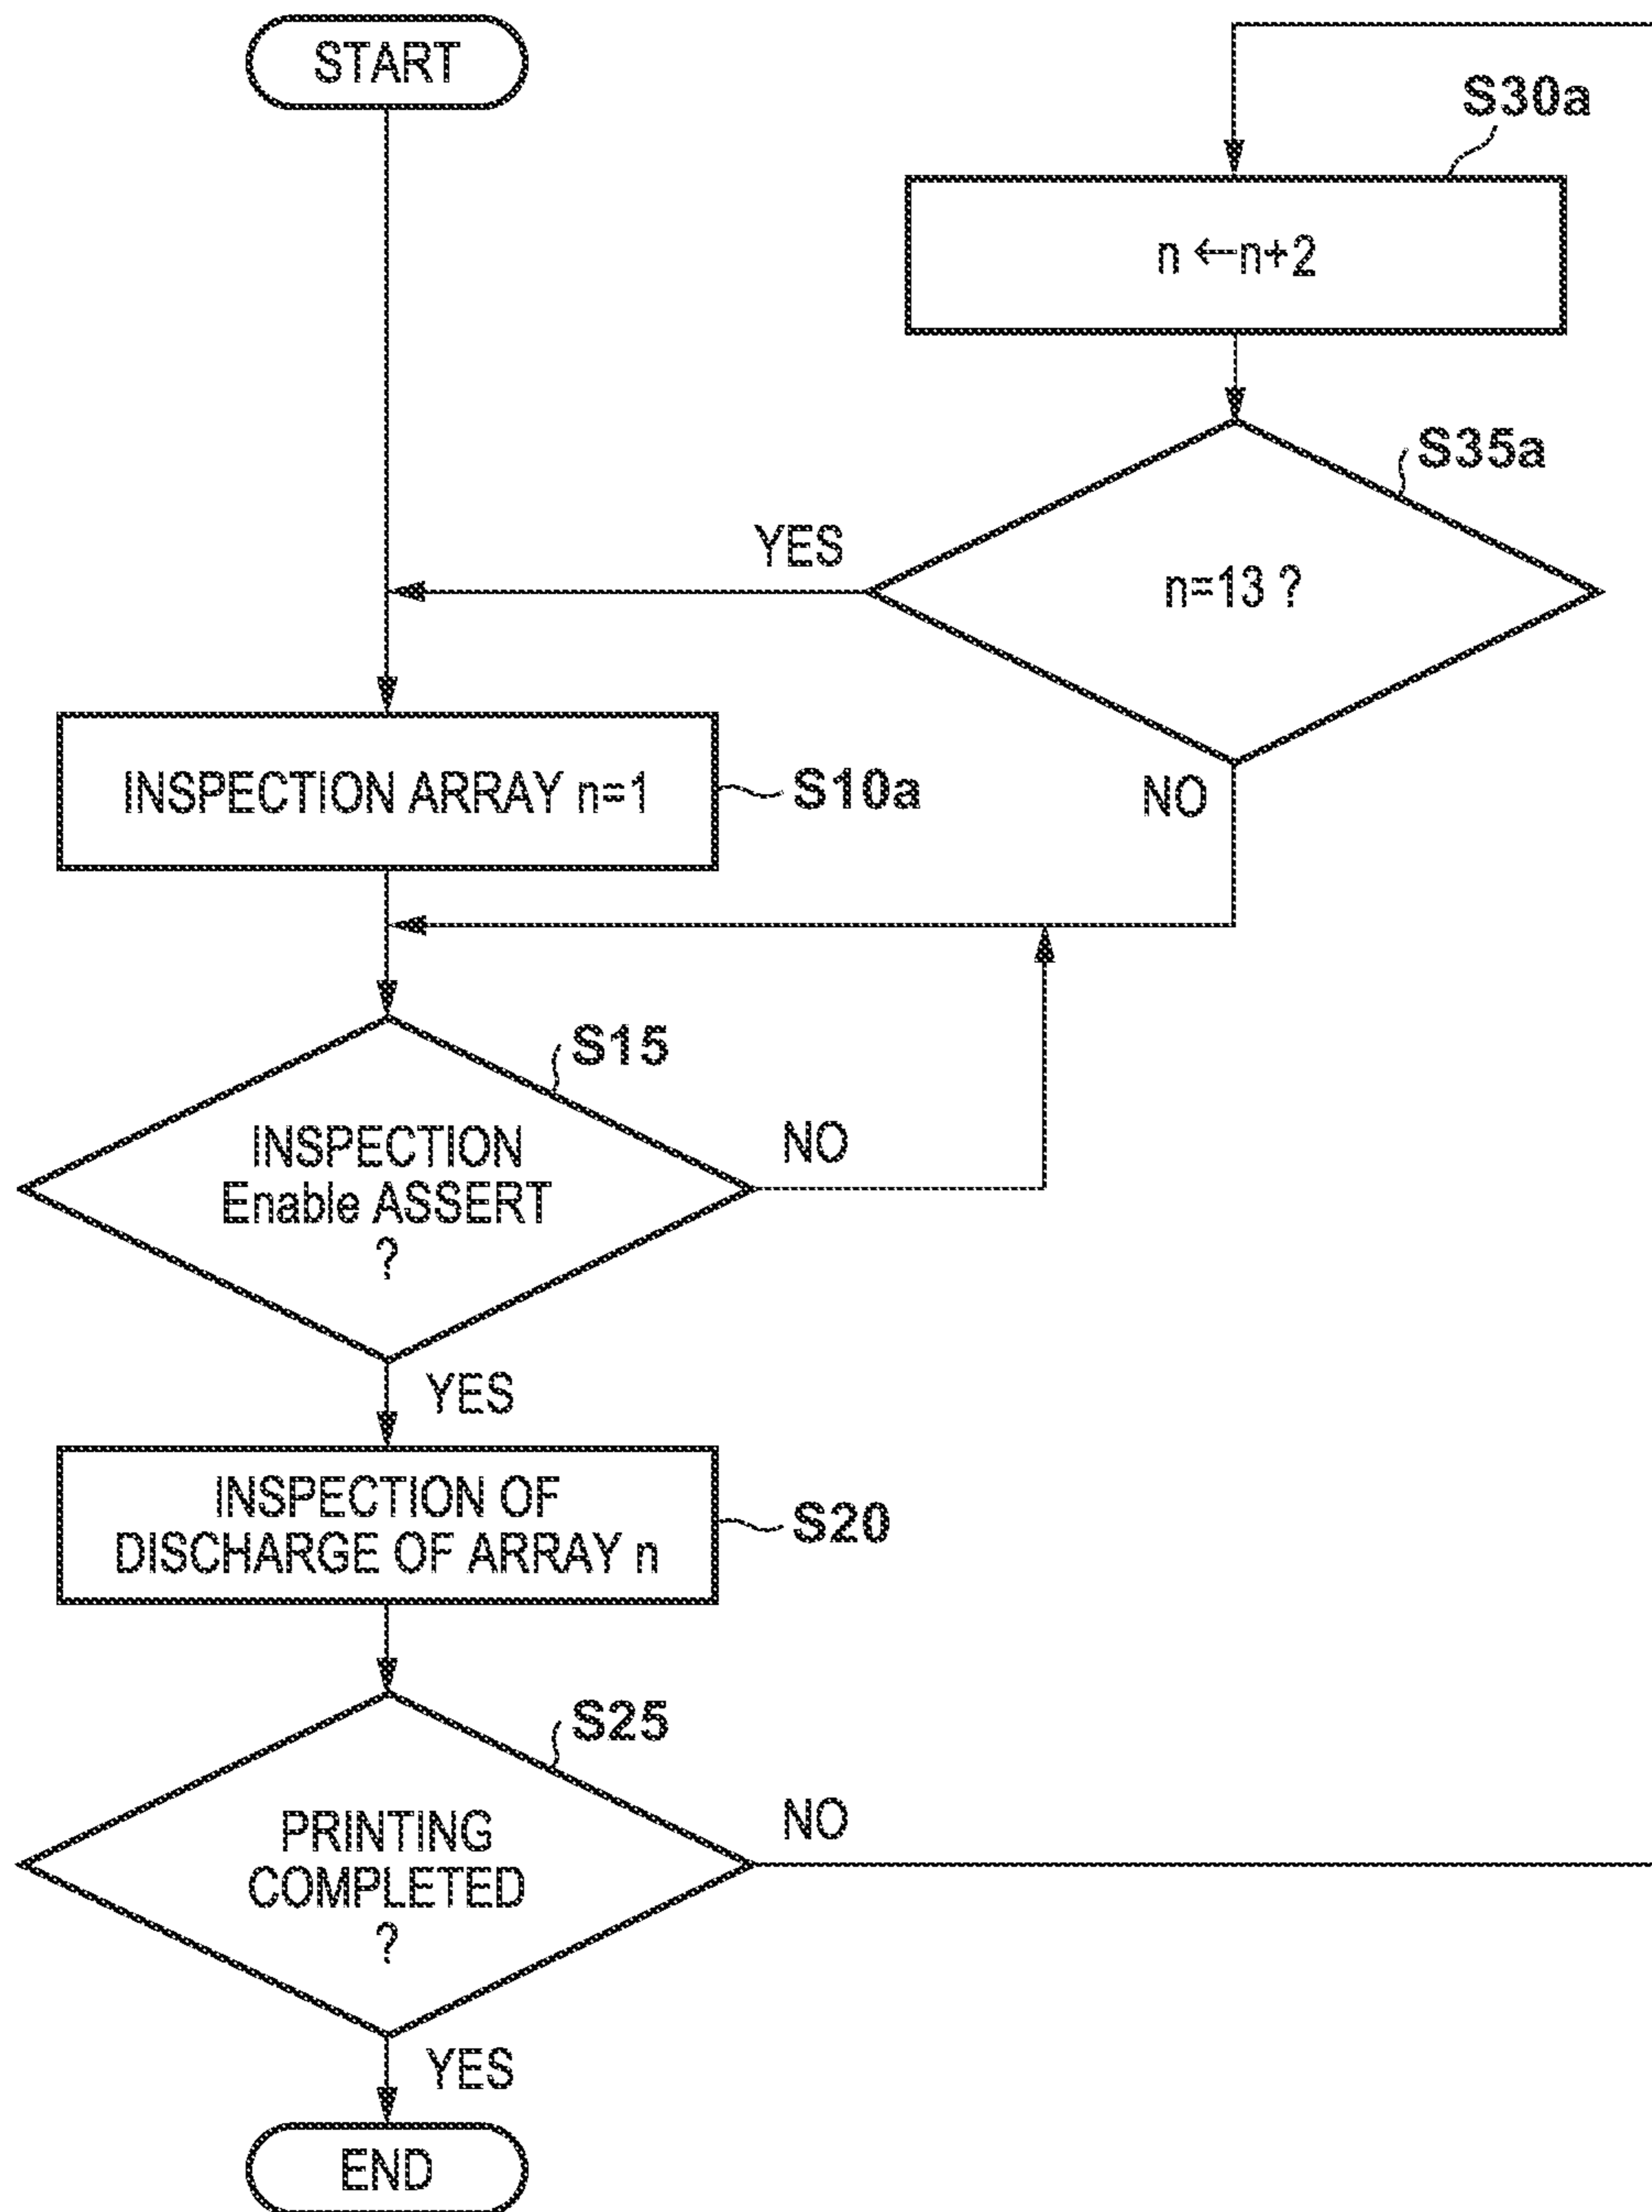 START
S30a
n ←n+2
S35a
YES
n=13 ?
INSPECTION ARRAY n=1
S10a
NO
S15
INSPECTION
Enable ASSERT
?
NO
YES
INSPECTION OF
DISCHARGE OF ARRAY n
S20
S25
PRINTING
COMPLETED
?
NO
YES
END